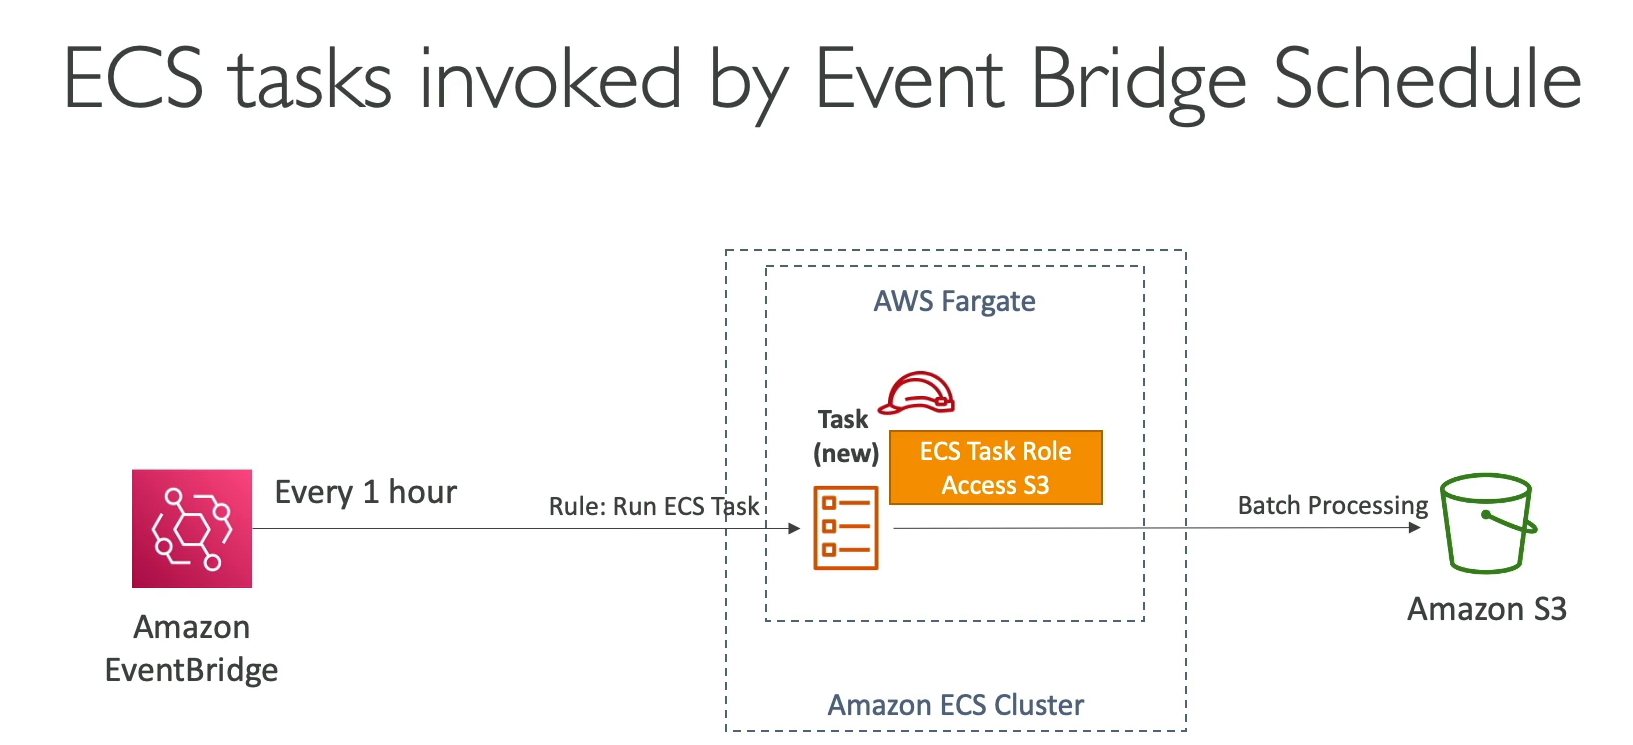 ECS tasks invoked by Event Bridge Schedule
AWS Fargate
Task
(new)
ECS Task Role
Access S3
Every 1 hour
Rule: Run ECS Task
Batch Processing
Amazon
EventBridge
Amazon S3
Amazon ECS Cluster